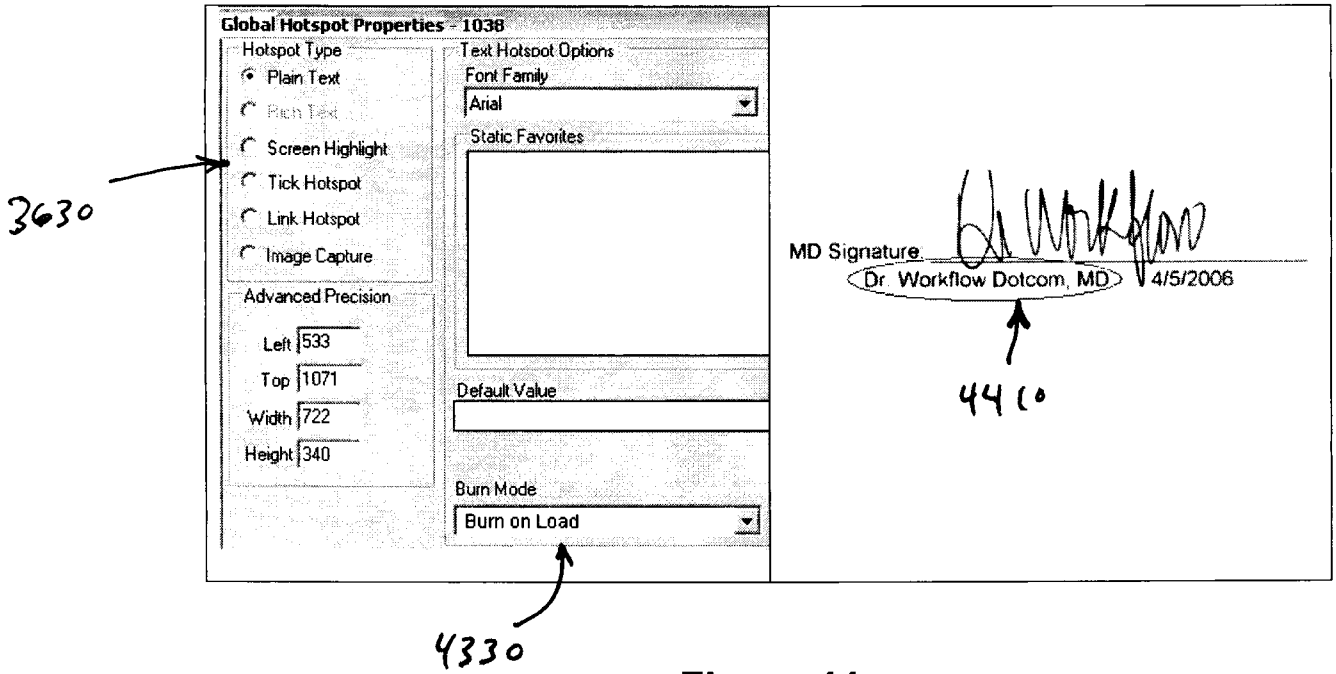 Global Hotspot Properties - 1038
Hotspot Type
Plain Text
Rich Text
Screen Highlight
Tick Hotspot
Link Hotspot
Image Capture
Advanced Precision
Left 533
Top 1071
Width 722
Height 340
Text Hotspot Options
Font Family
Arial
Static Favorites
Default Value
Burn Mode
Burn on Load
3630
4330
Dr Workflow
MD Signature:
Dr. Workflow Dotcom, MD 4/5/2006
4410